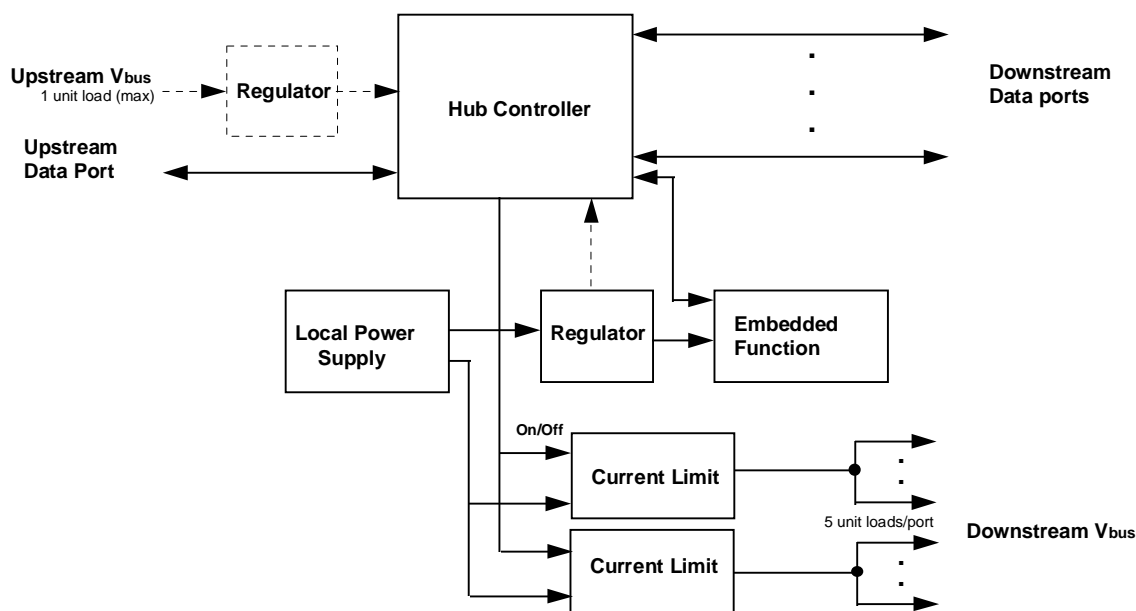 Upstream Vbus
1 unit load (max)
Regulator
Hub Controller
Downstream
Data ports
Upstream
Data Port
Local Power
Supply
Regulator
Embedded
Function
On/Off
Current Limit
5 unit loads/port
Downstream Vbus
Current Limit